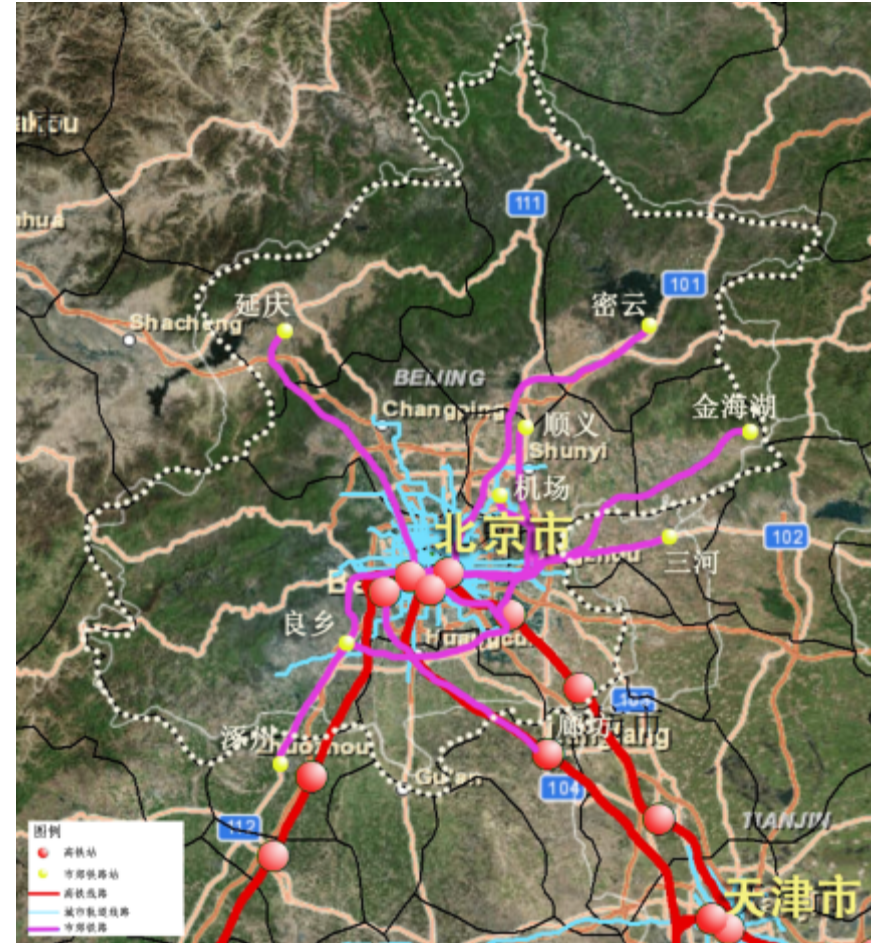 111
101
延庆
密云
Shacheng
BEIJING
金海湖
Changping
顺义
Shunyi
机场
北京市
102
三河
良乡
Huangcun
涿州
廊坊
104
112
TIANJIN
天津市
图例
高铁站
市郊铁路站
高铁线路
城市轨道线路
市郊铁路